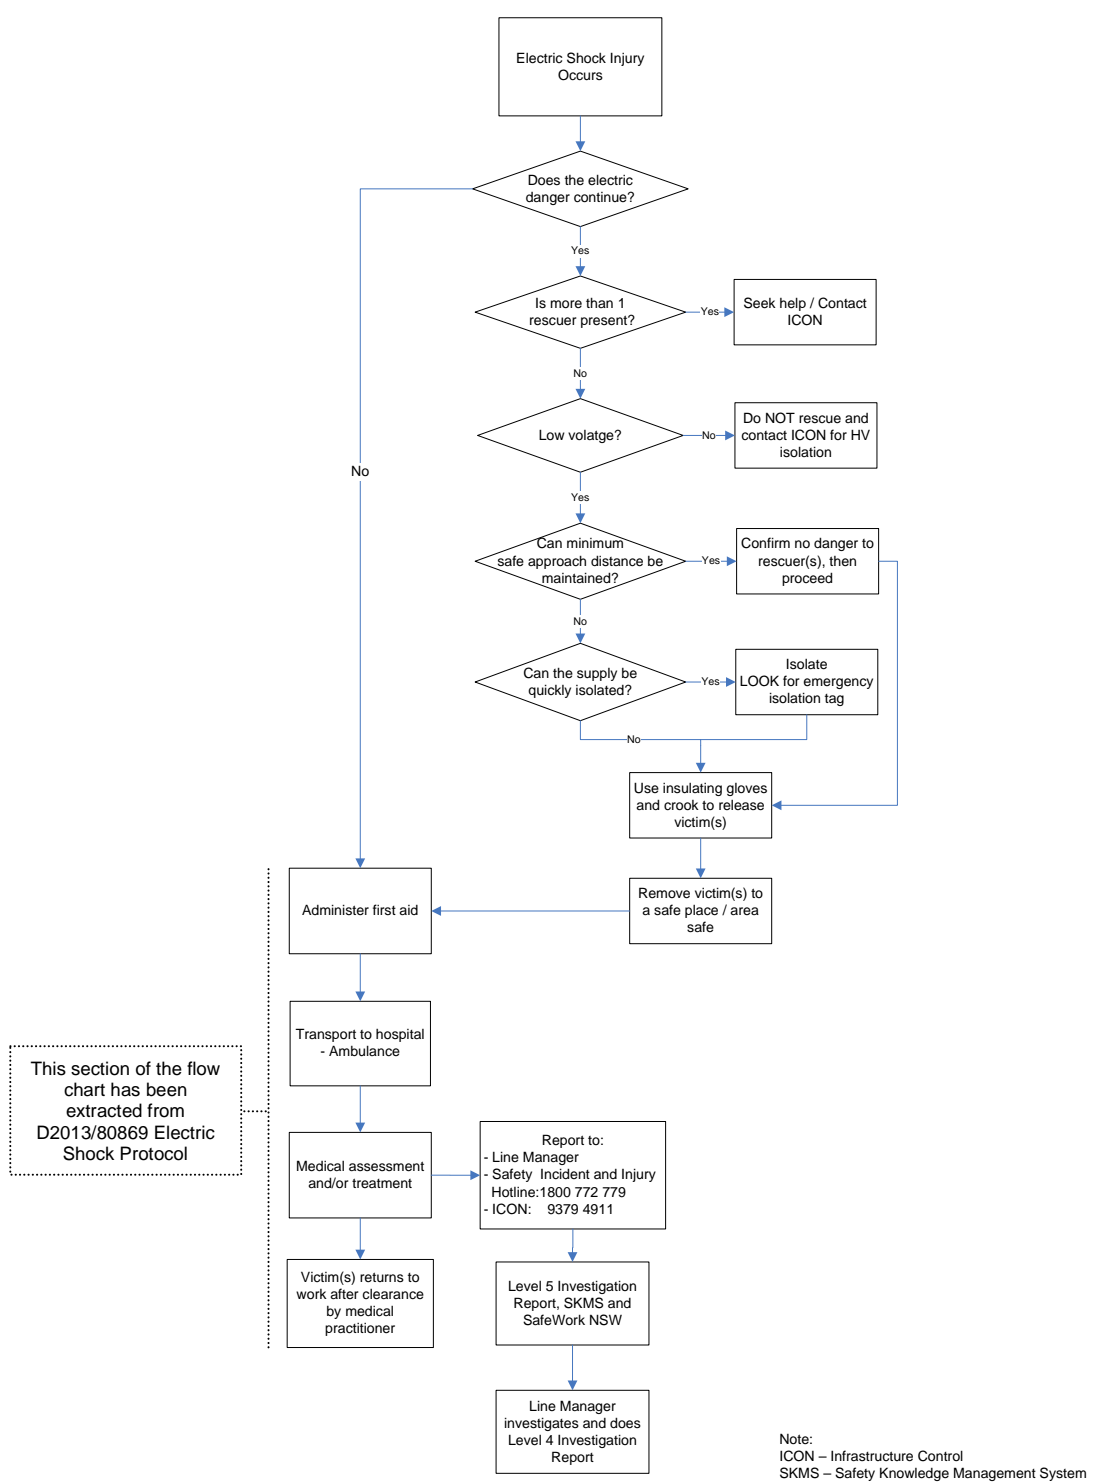 Electric Shock Injury
Occurs
Does the electric
danger continue?
Yes
Is more than 1
rescuer present?
Yes
Seek help / Contact
ICON
No
Low volatge?
No
Do NOT rescue and
contact ICON for HV
isolation
No
Yes
Can minimum
safe approach distance be
maintained?
Yes
Confirm no danger to
rescuer(s), then
proceed
No
Can the supply be
quickly isolated?
Yes
Isolate
LOOK for emergency
isolation tag
No
Use insulating gloves
and crook to release
victim(s)
Remove victim(s) to
a safe place / area
safe
Administer first aid
Transport to hospital
- Ambulance
This section of the flow
chart has been
extracted from
D2013/80869 Electric
Shock Protocol
Medical assessment
and/or treatment
Report to:
- Line Manager
- Safety Incident and Injury
Hotline:1800 772 779
- ICON: 9379 4911
Victim(s) returns to
work after clearance
by medical
practitioner
Level 5 Investigation
Report, SKMS and
SafeWork NSW
Line Manager
investigates and does
Level 4 Investigation
Report
Note:
ICON – Infrastructure Control
SKMS – Safety Knowledge Management System